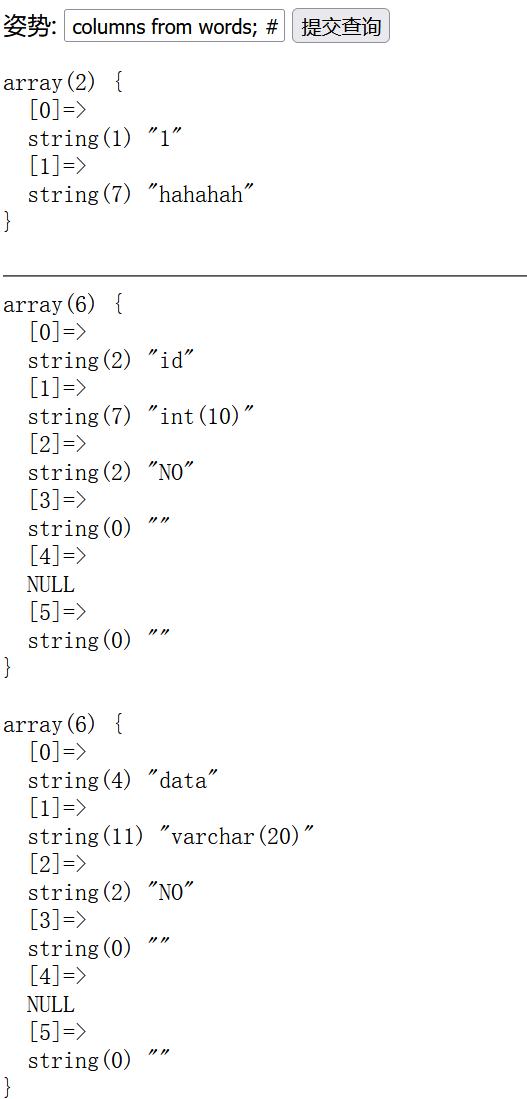 姿势: columns from words; # 提交查询
array(2) {
  [0]=>
  string(1) "1"
  [1]=>
  string(7) "hahahah"
}
array(6) {
  [0]=>
  string(2) "id"
  [1]=>
  string(7) "int(10)"
  [2]=>
  string(2) "NO"
  [3]=>
  string(0) ""
  [4]=>
  NULL
  [5]=>
  string(0) ""
}
array(6) {
  [0]=>
  string(4) "data"
  [1]=>
  string(11) "varchar(20)"
  [2]=>
  string(2) "NO"
  [3]=>
  string(0) ""
  [4]=>
  NULL
  [5]=>
  string(0) ""
}